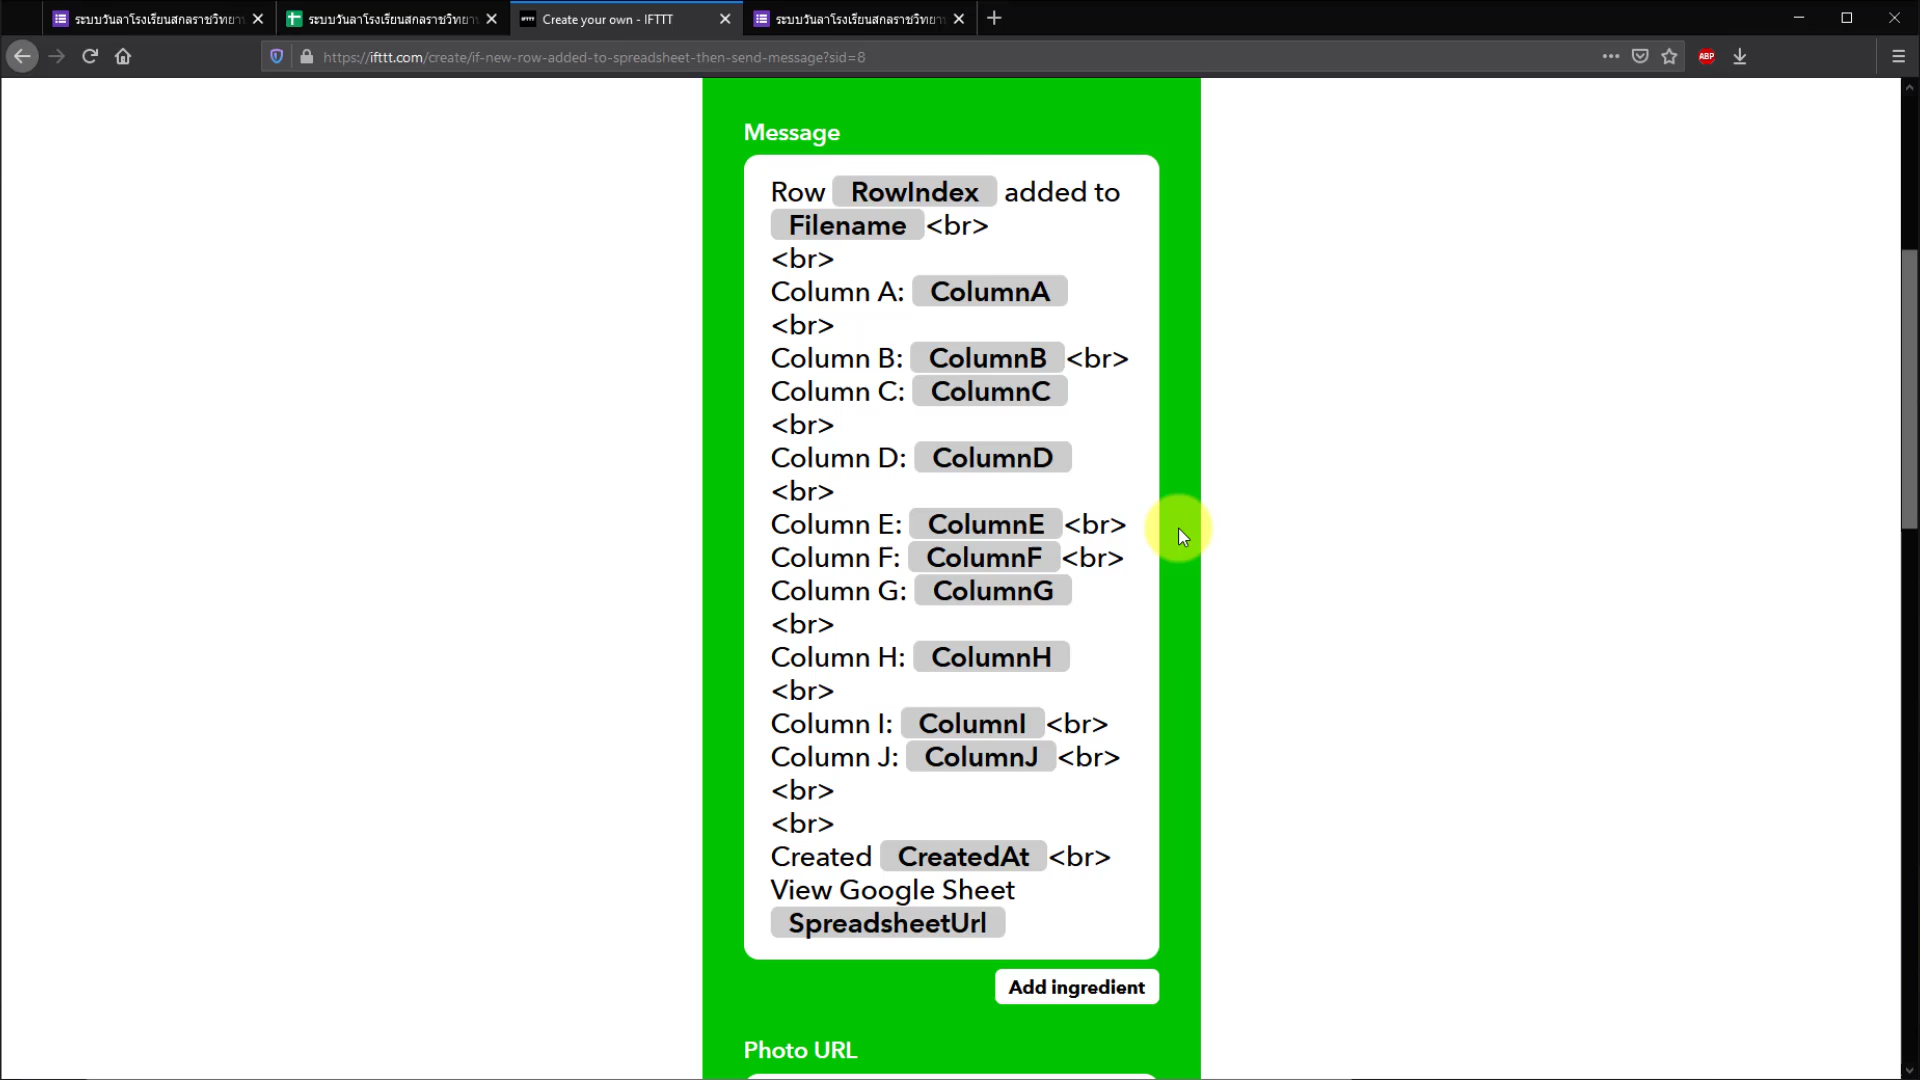 ระบบวันลาโรงเรียนสกลราชวิทยา
ระบบวันลาโรงเรียนสกลราชวิทยา
Create your own - IFTTT
ระบบวันลาโรงเรียนสกลราชวิทยา
https://ifttt.com/create/if-new-row-added-to-spreadsheet-then-send-message?sid=8
ABP
Message
Row RowIndex added to
Filename <br>
<br>
Column A: ColumnA
<br>
Column B: ColumnB <br>
Column C: ColumnC
<br>
Column D: ColumnD
<br>
Column E: ColumnE <br>
Column F: ColumnF <br>
Column G: ColumnG
<br>
Column H: ColumnH
<br>
Column I: ColumnI <br>
Column J: ColumnJ <br>
<br>
<br>
Created CreatedAt <br>
View Google Sheet
SpreadsheetUrl
Add ingredient
Photo URL